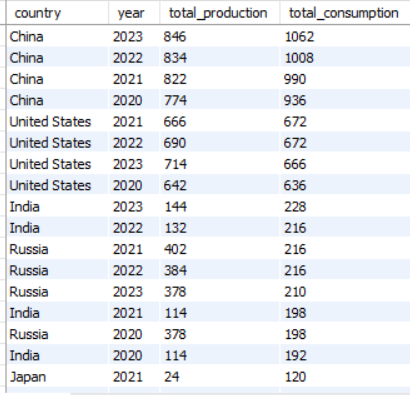 country year total_production total_consumption
China 2023 846 1062
China 2022 834 1008
China 2021 822 990
China 2020 774 936
United States 2021 666 672
United States 2022 690 672
United States 2023 714 666
United States 2020 642 636
India 2023 144 228
India 2022 132 216
Russia 2021 402 216
Russia 2022 384 216
Russia 2023 378 210
India 2021 114 198
Russia 2020 378 198
India 2020 114 192
Japan 2021 24 120